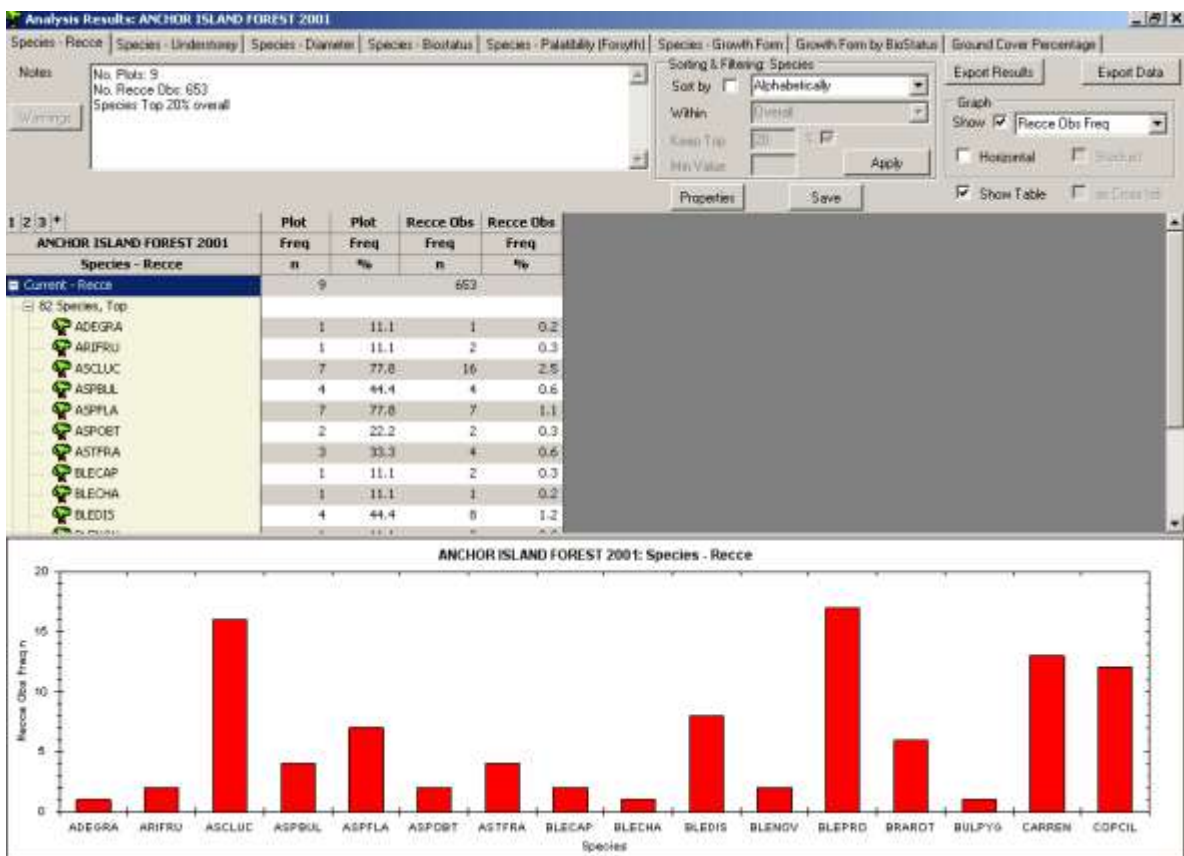 Analysis Results: ANCHOR ISLAND FOREST 2001
Species - Recce | Species - Understorey | Species - Diameter | Species - Biostatus | Species - Palatibility (Forsyth) | Species - Growth Form | Growth Form by BioStatus | Ground Cover Percentage
Notes
No. Plots: 9
No. Recce Obs: 653
Species Top 20% overall
Warnings
Sorting & Filtering: Species
Sort by Alphabetically
Within Overall
Keep Top 20 %
Min Value
Apply
Export Results Export Data
Graph
Show Recce Obs Freq
Horizontal Stacked
Properties Save
Show Table as Cross tab
1 2 3 * Plot Plot Recce Obs Recce Obs
ANCHOR ISLAND FOREST 2001 Freq Freq Freq Freq
Species - Recce n % n %
Current - Recce 9 653
82 Species, Top
ADEGRA 1 11.1 1 0.2
ARIFRU 1 11.1 2 0.3
ASCLUC 7 77.8 16 2.5
ASPBUL 4 44.4 4 0.6
ASPFLA 7 77.8 7 1.1
ASPOBT 2 22.2 2 0.3
ASTFRA 3 33.3 4 0.6
BLECAP 1 11.1 2 0.3
BLECHA 1 11.1 1 0.2
BLEDIS 4 44.4 8 1.2
ANCHOR ISLAND FOREST 2001: Species - Recce
Recce Obs Freq n
20
15
10
5
0
ADEGRA ARIFRU ASCLUC ASPBUL ASPFLA ASPOBT ASTFRA BLECAP BLECHA BLEDIS BLENOV BLEPRO BRAROT BULPYG CARREN COPCIL
Species